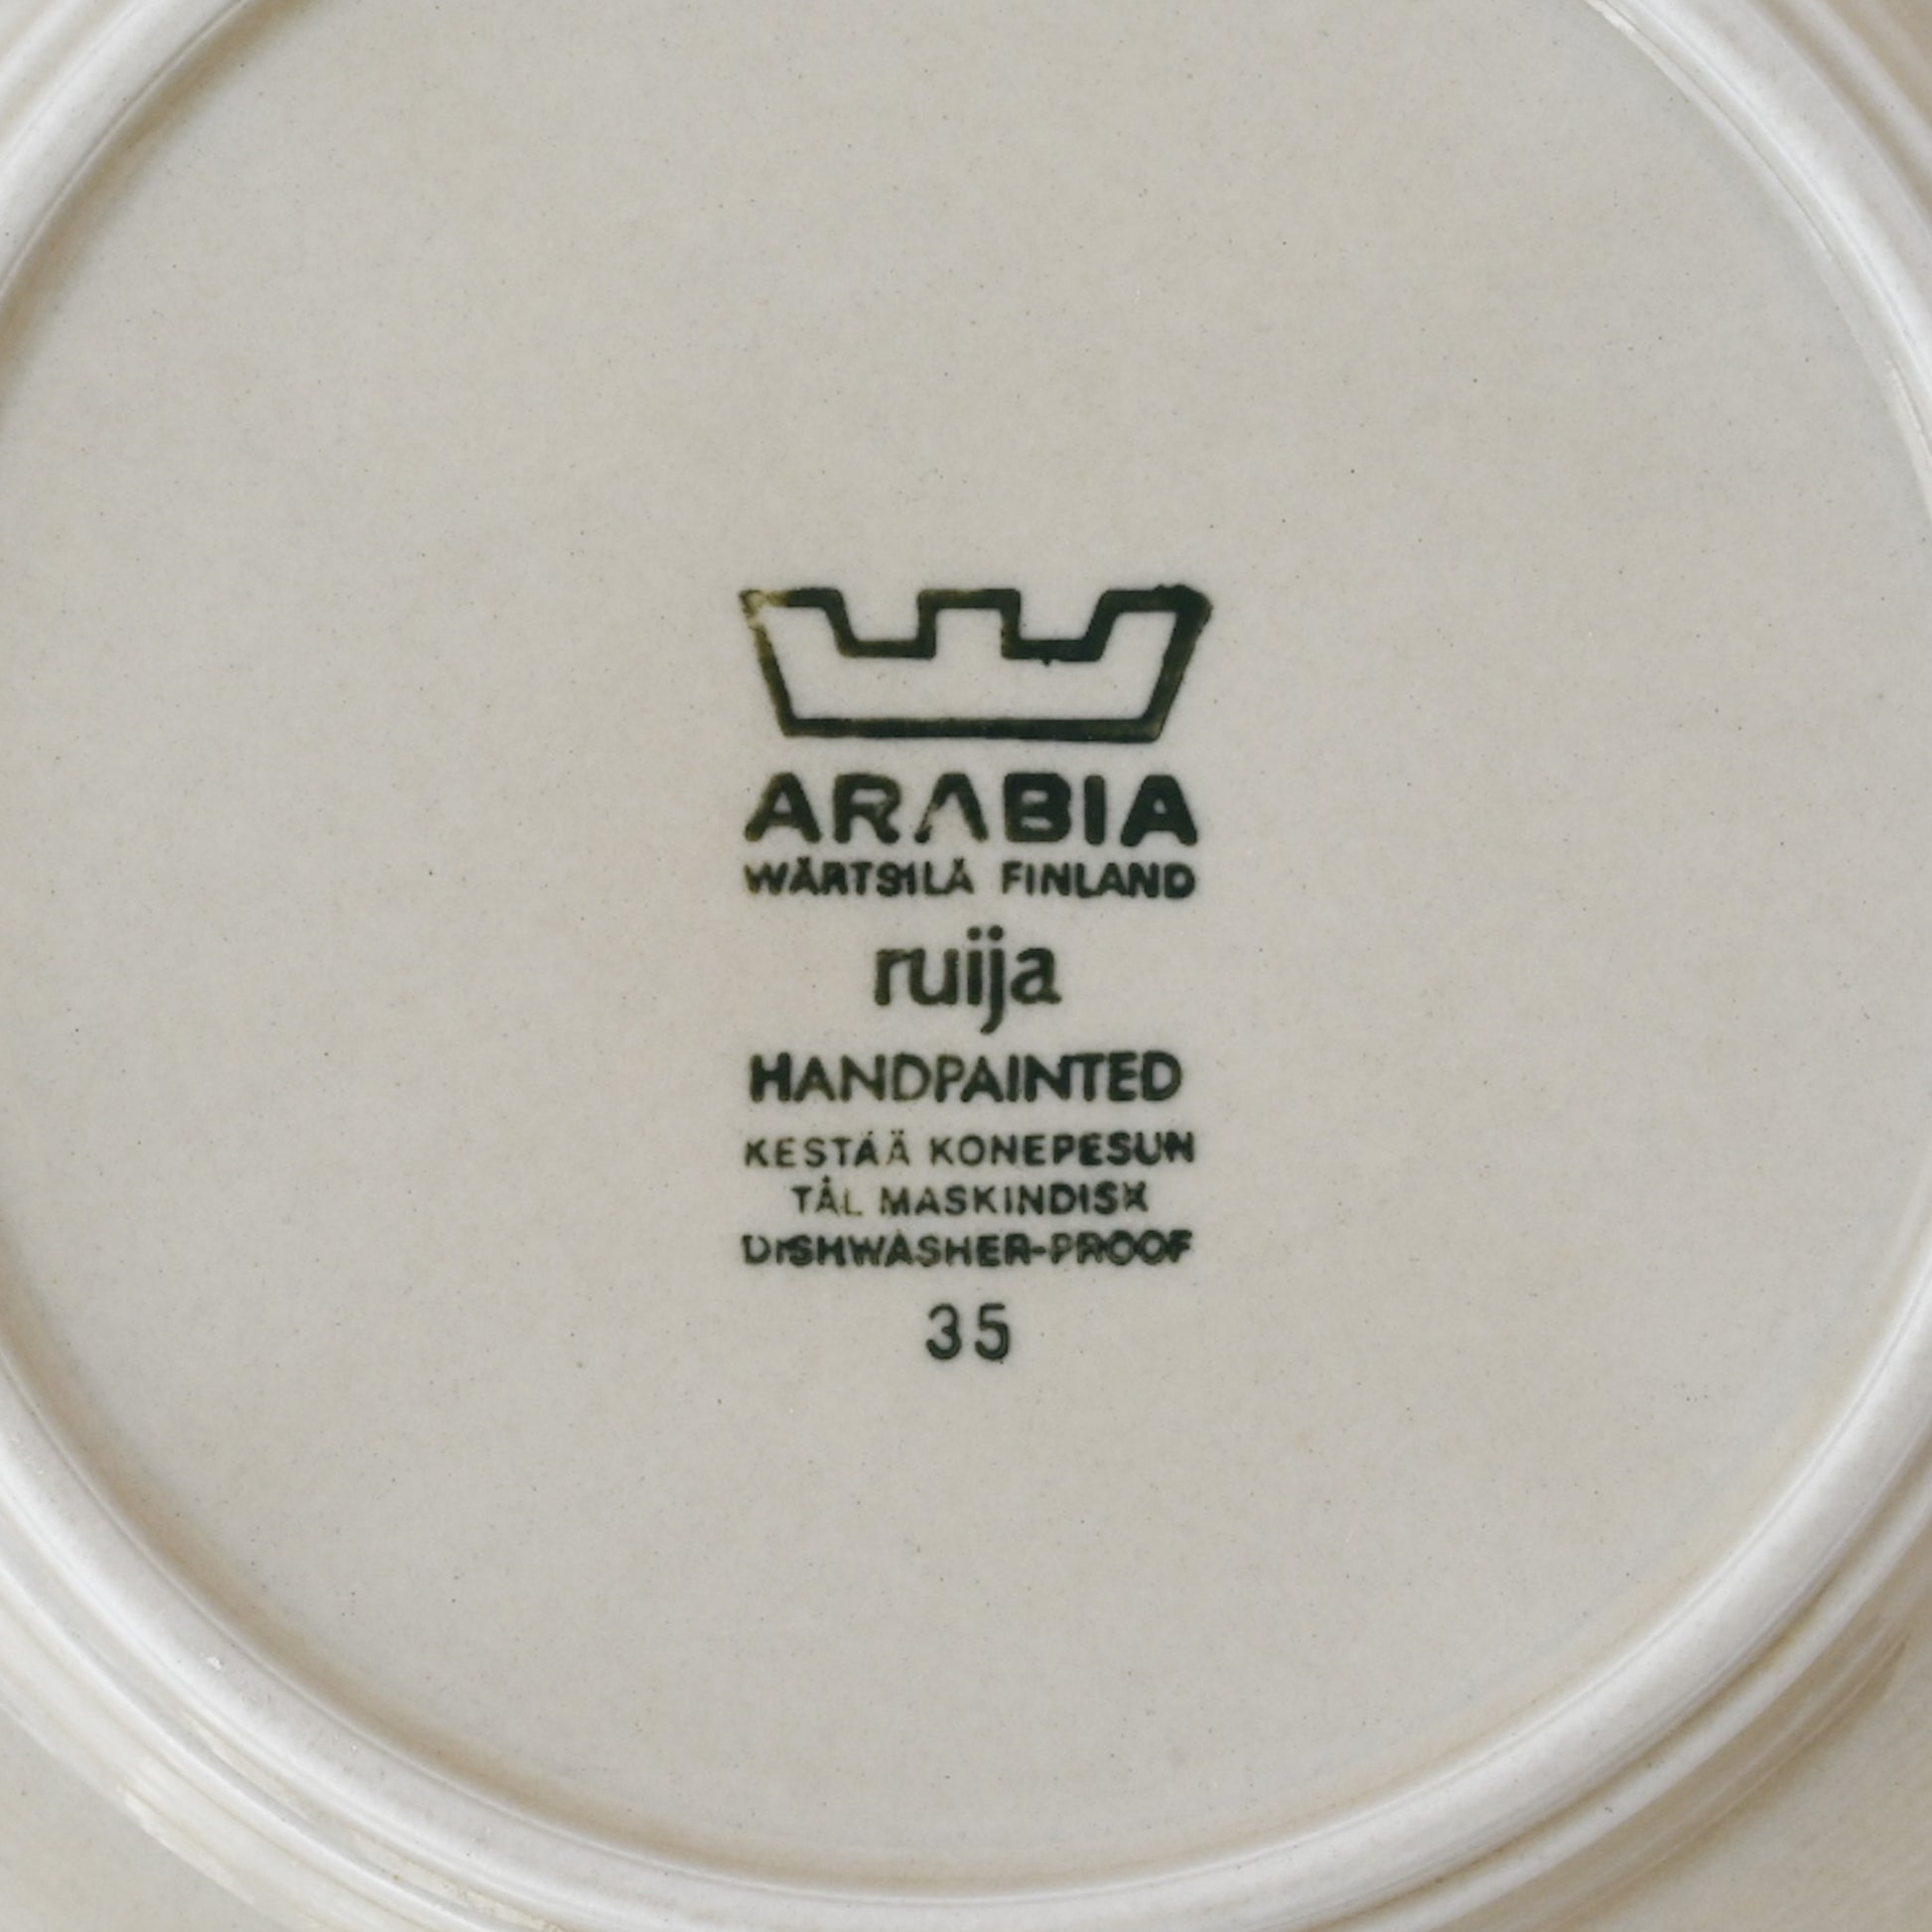 ARABIA
WÄRTSILÄ FINLAND
ruija
HANDPAINTED
KESTÄÄ KONEPESUN
TÅL MASKINDISK
DISHWASHER-PROOF
35